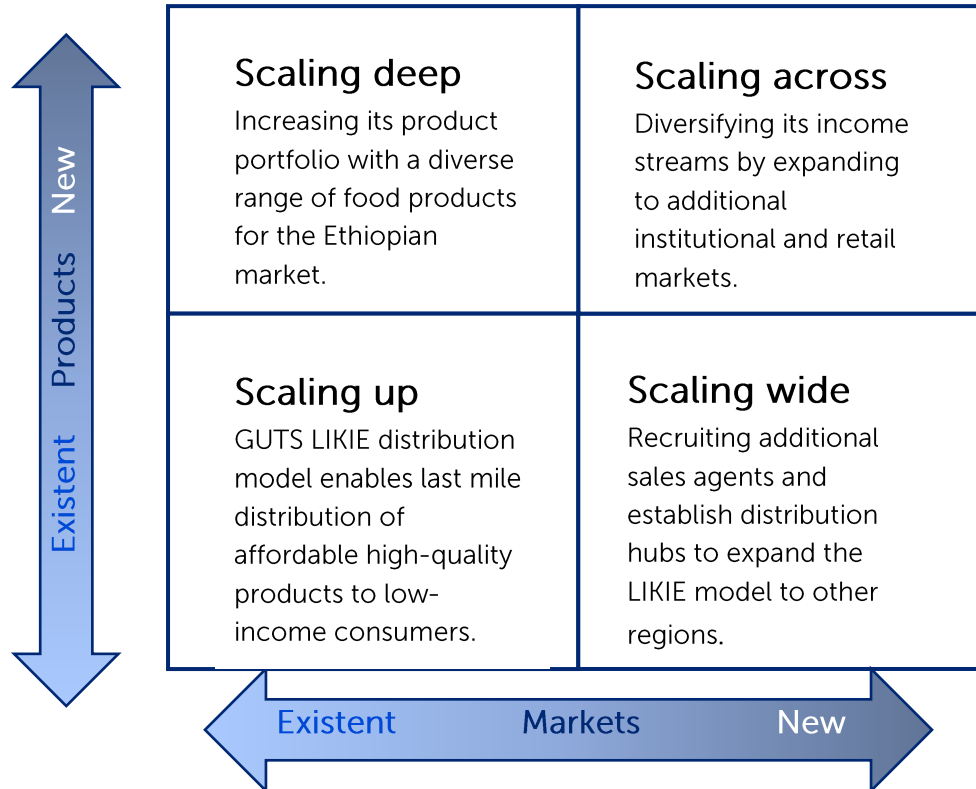 Scaling deep
Increasing its product
portfolio with a diverse
range of food products
for the Ethiopian
market.
Scaling across
Diversifying its income
streams by expanding
to additional
institutional and retail
markets.
Scaling up
GUTS LIKIE distribution
model enables last mile
distribution of
affordable high-quality
products to low-
income consumers.
Scaling wide
Recruiting additional
sales agents and
establish distribution
hubs to expand the
LIKIE model to other
regions.
Existent Products New
Existent Markets New